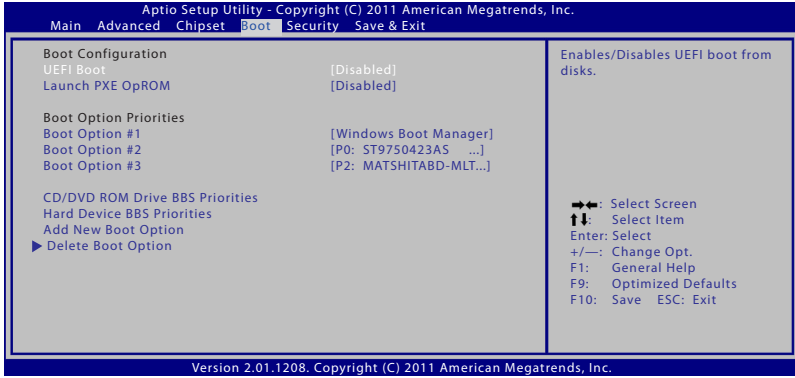 Aptio Setup Utility - Copyright (C) 2011 American Megatrends, Inc.
Main Advanced Chipset Boot Security Save & Exit
Boot Configuration
UEFI Boot [Disabled]
Launch PXE OpROM [Disabled]
Boot Option Priorities
Boot Option #1 [Windows Boot Manager]
Boot Option #2 [P0: ST9750423AS ...]
Boot Option #3 [P2: MATSHITABD-MLT...]
CD/DVD ROM Drive BBS Priorities
Hard Device BBS Priorities
Add New Boot Option
Delete Boot Option
Enables/Disables UEFI boot from
disks.
→←: Select Screen
↑↓: Select Item
Enter: Select
+/—: Change Opt.
F1: General Help
F9: Optimized Defaults
F10: Save ESC: Exit
Version 2.01.1208. Copyright (C) 2011 American Megatrends, Inc.